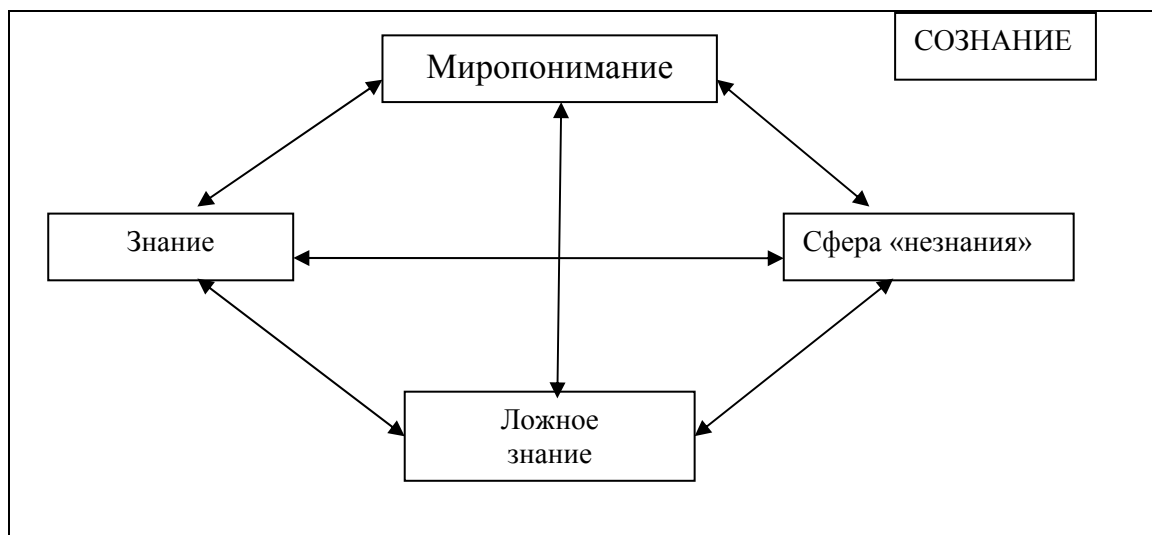 СОЗНАНИЕ
Миропонимание
Знание
Сфера «незнания»
Ложное
знание